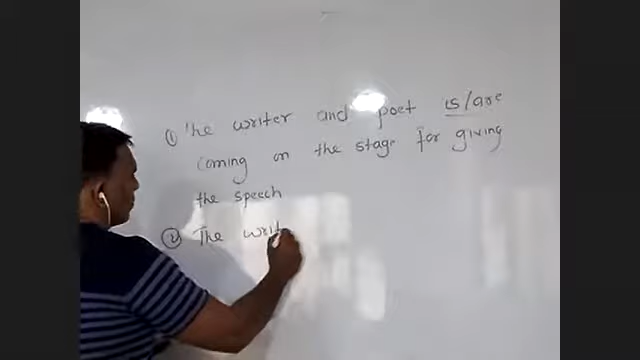 ① The writer and poet is/are
coming on the stage for giving
the speech
② The writ